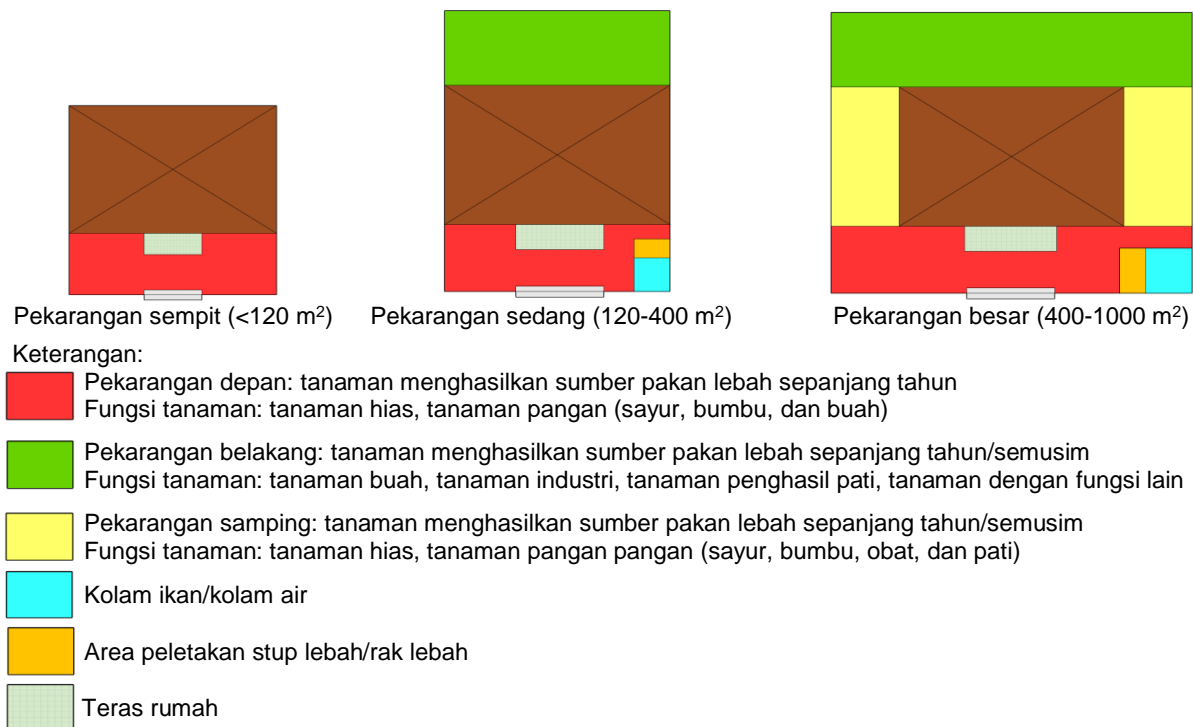 Pekarangan sempit (<120 m²)
Pekarangan sedang (120-400 m²)
Pekarangan besar (400-1000 m²)
Keterangan:
Pekarangan depan: tanaman menghasilkan sumber pakan lebah sepanjang tahun
Fungsi tanaman: tanaman hias, tanaman pangan (sayur, bumbu, dan buah)
Pekarangan belakang: tanaman menghasilkan sumber pakan lebah sepanjang tahun/semusim
Fungsi tanaman: tanaman buah, tanaman industri, tanaman penghasil pati, tanaman dengan fungsi lain
Pekarangan samping: tanaman menghasilkan sumber pakan lebah sepanjang tahun/semusim
Fungsi tanaman: tanaman hias, tanaman pangan pangan (sayur, bumbu, obat, dan pati)
Kolam ikan/kolam air
Area peletakan stup lebah/rak lebah
Teras rumah